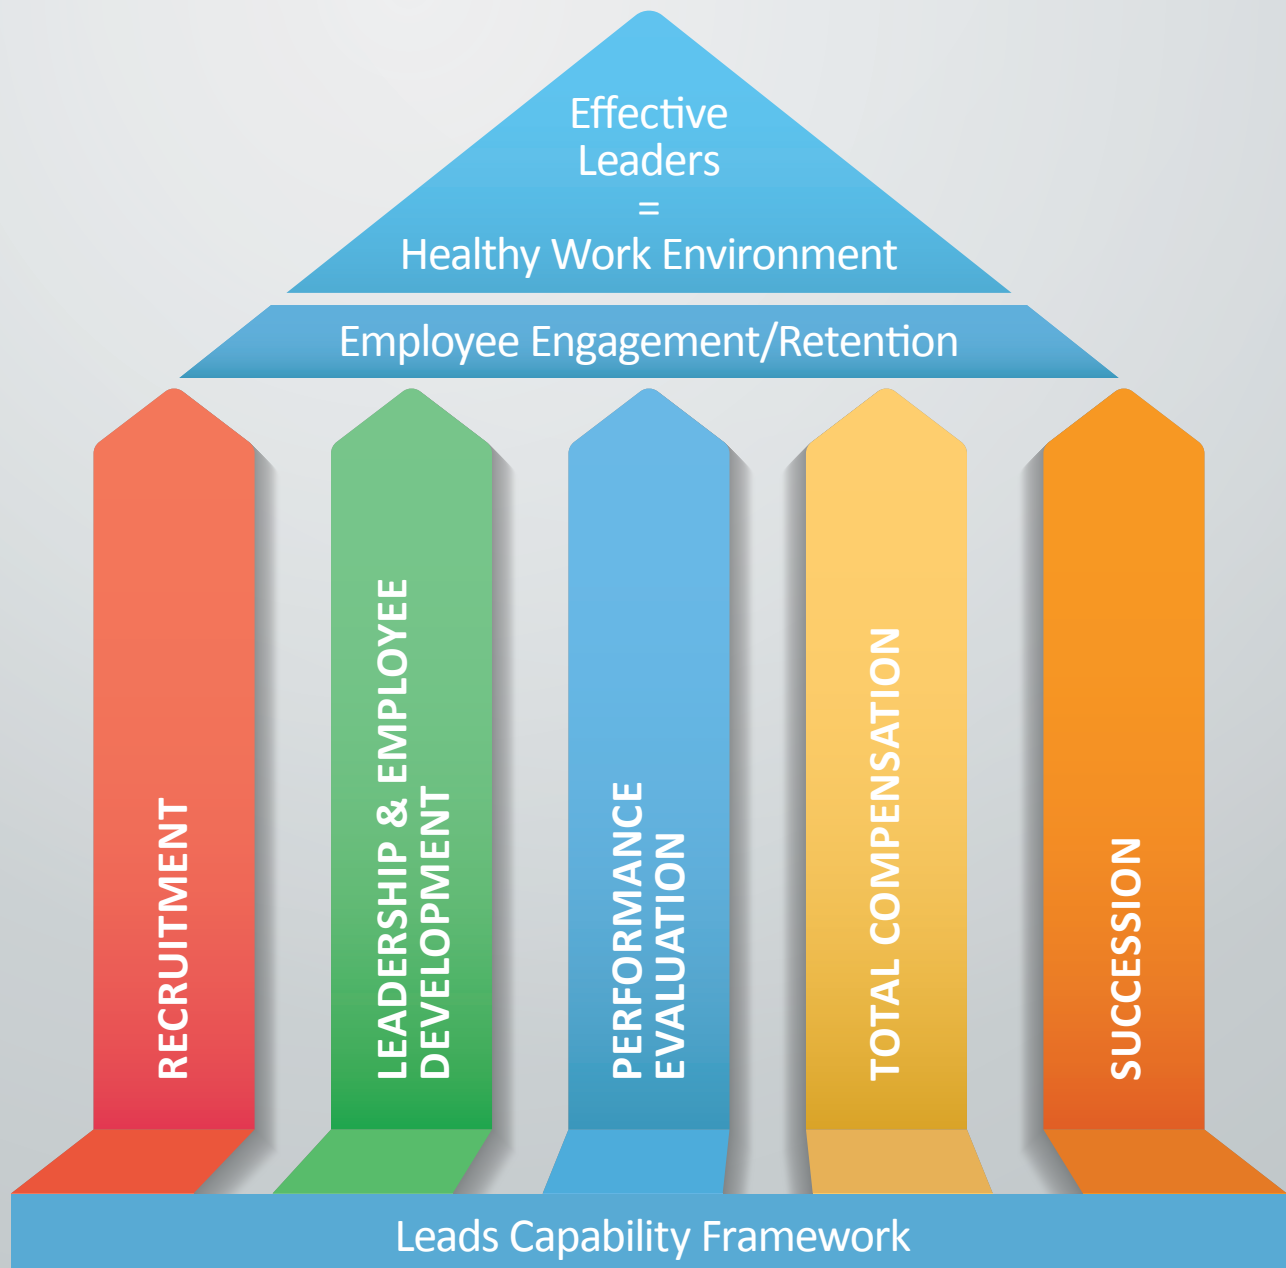 Effective
Leaders
=
Healthy Work Environment
Employee Engagement/Retention
RECRUITMENT
LEADERSHIP & EMPLOYEE
DEVELOPMENT
PERFORMANCE
EVALUATION
TOTAL COMPENSATION
SUCCESSION
Leads Capability Framework